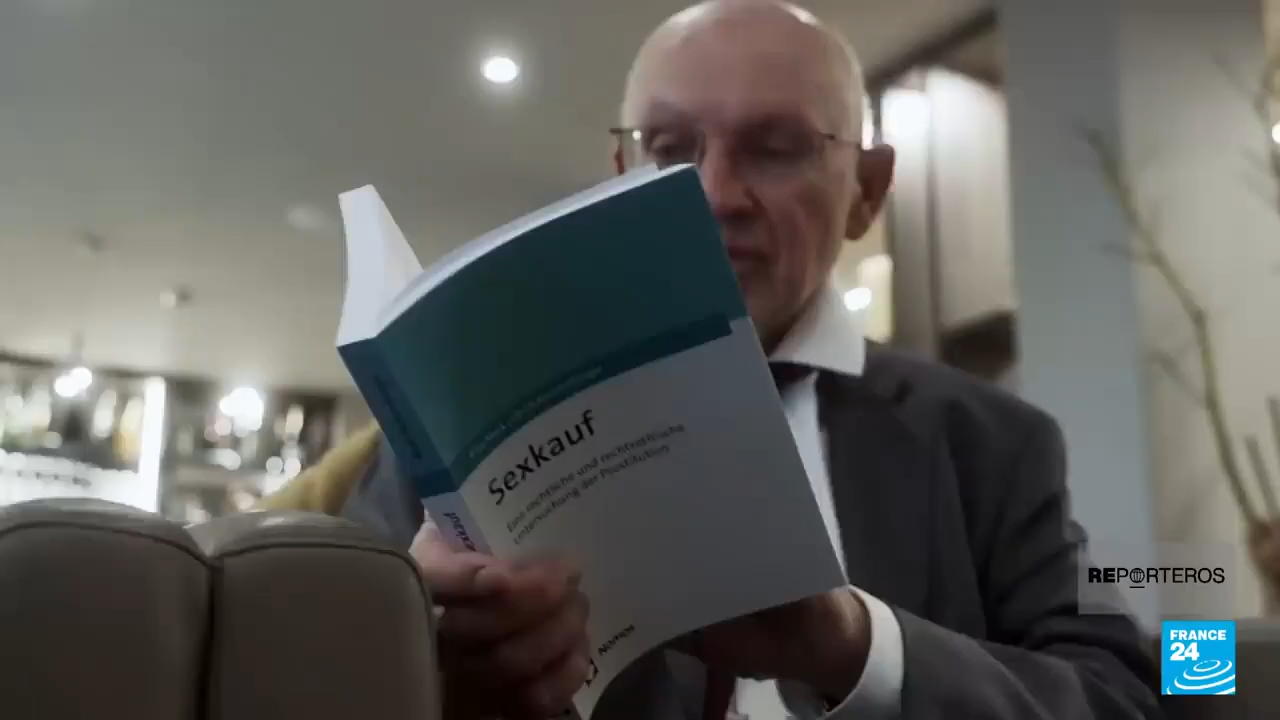 Sexkauf
Eine rechtliche und rechtsethische
Untersuchung der Prostitution
Nomos
REPORTEROS
FRANCE
24